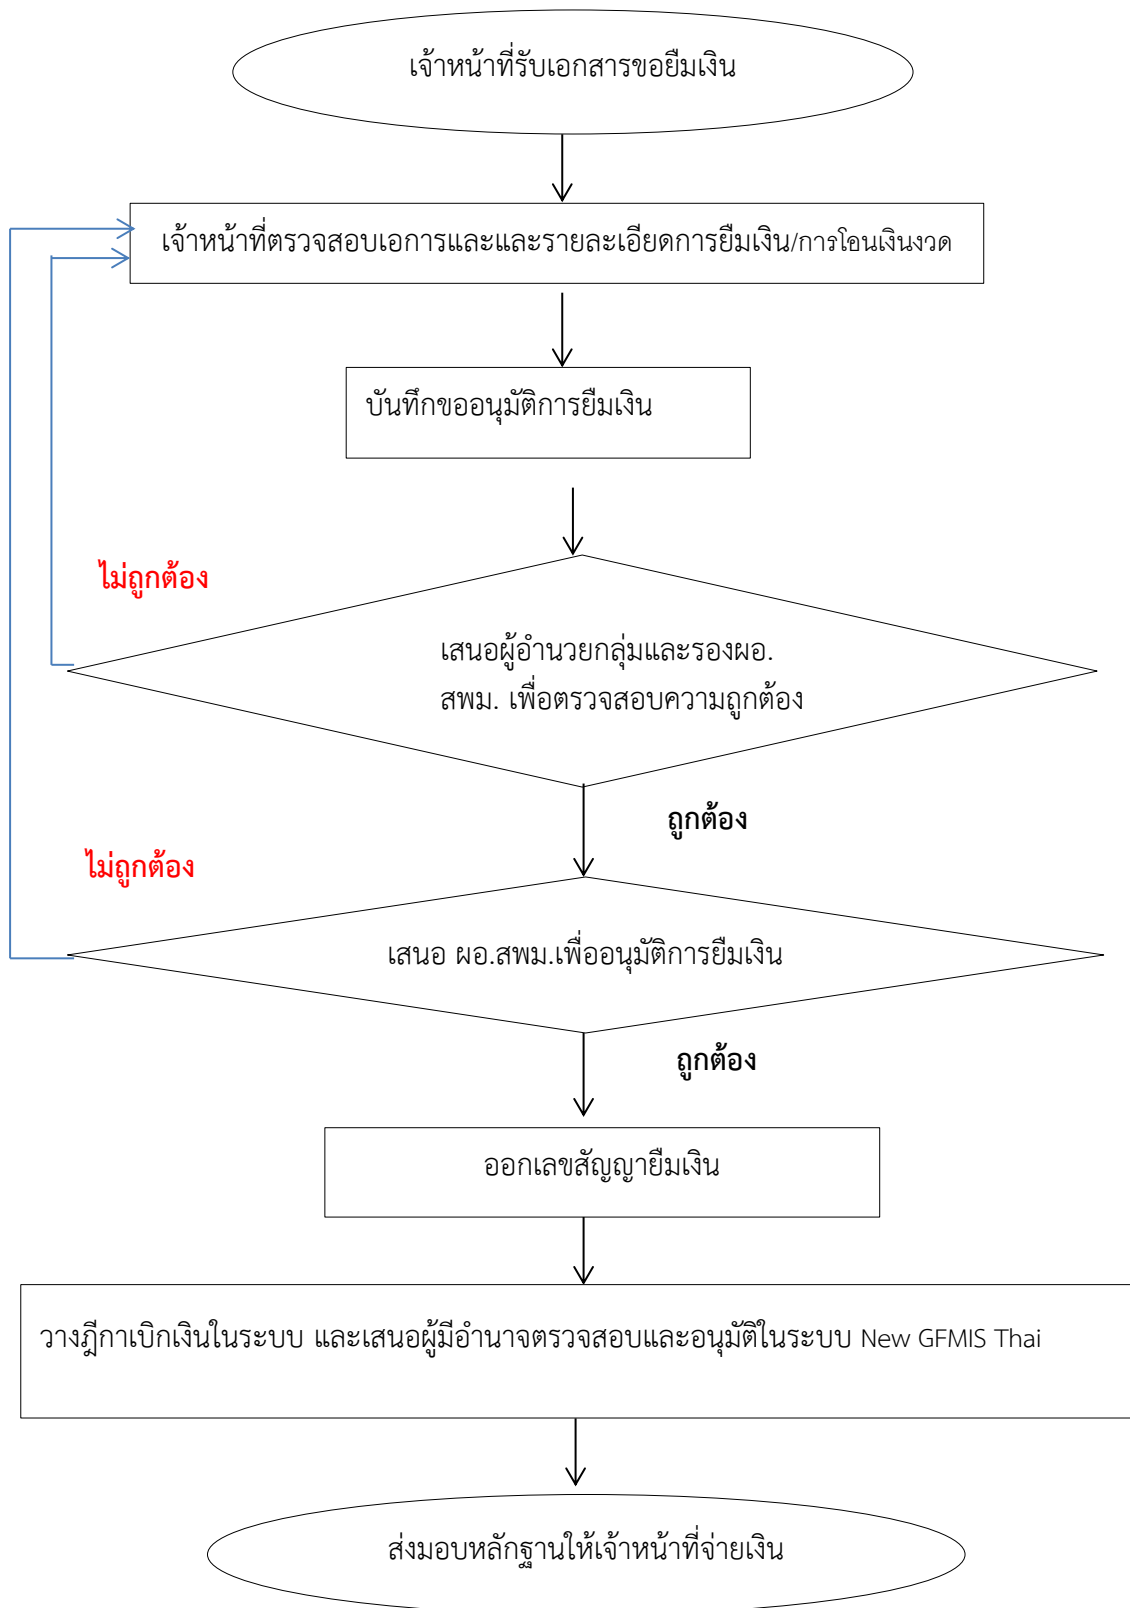 เจ้าหน้าที่รับเอกสารขอยืมเงิน
เจ้าหน้าที่ตรวจสอบเอการและและรายละเอียดการยืมเงิน/การโอนเงินงวด
บันทึกขออนุมัติการยืมเงิน
ไม่ถูกต้อง
เสนอผู้อำนวยกลุ่มและรองผอ.
สพม. เพื่อตรวจสอบความถูกต้อง
ถูกต้อง
ไม่ถูกต้อง
เสนอ ผอ.สพม.เพื่ออนุมัติการยืมเงิน
ถูกต้อง
ออกเลขสัญญายืมเงิน
วางฎีกาเบิกเงินในระบบ และเสนอผู้มีอำนาจตรวจสอบและอนุมัติในระบบ New GFMIS Thai
ส่งมอบหลักฐานให้เจ้าหน้าที่จ่ายเงิน